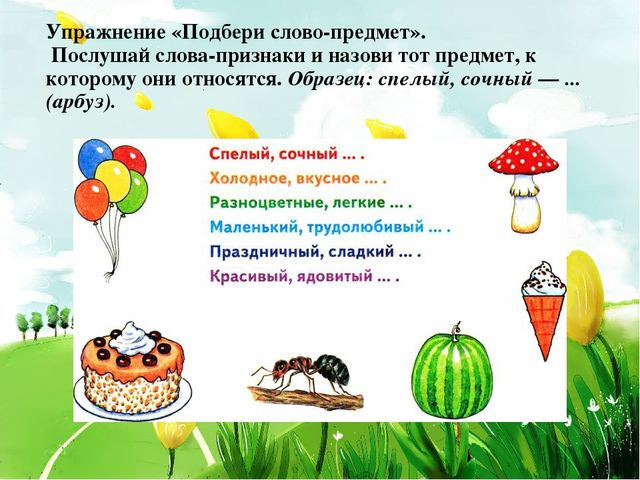 Упражнение «Подбери слово-предмет».
Послушай слова-признаки и назови тот предмет, к
которому они относятся. Образец: спелый, сочный — ...
(арбуз).
Спелый, сочный ... .
Холодное, вкусное ... .
Разноцветные, легкие ... .
Маленький, трудолюбивый ... .
Праздничный, сладкий ... .
Красивый, ядовитый ... .